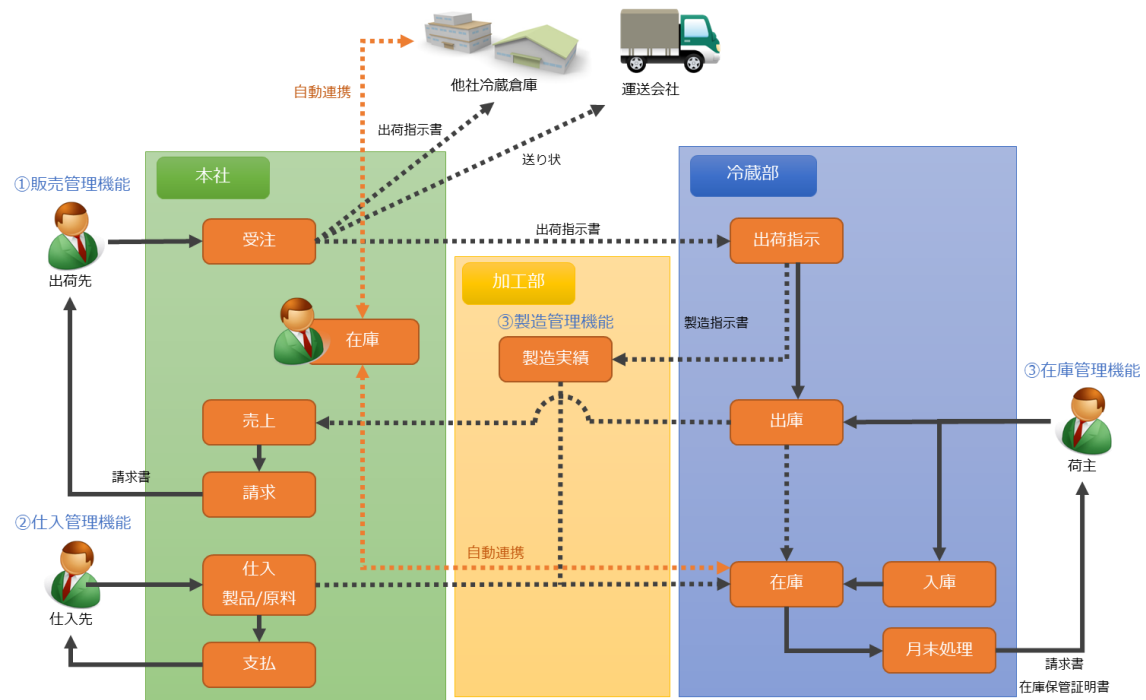 他社冷蔵倉庫
運送会社
自動連携
出荷指示書
送り状
本社
冷蔵部
①販売管理機能
受注
出荷指示書
出荷指示
出荷先
加工部
③製造管理機能
製造指示書
在庫
製造実績
③在庫管理機能
売上
出庫
荷主
請求書
請求
②仕入管理機能
自動連携
仕入
製品/原料
在庫
入庫
仕入先
支払
月末処理
請求書
在庫保管証明書